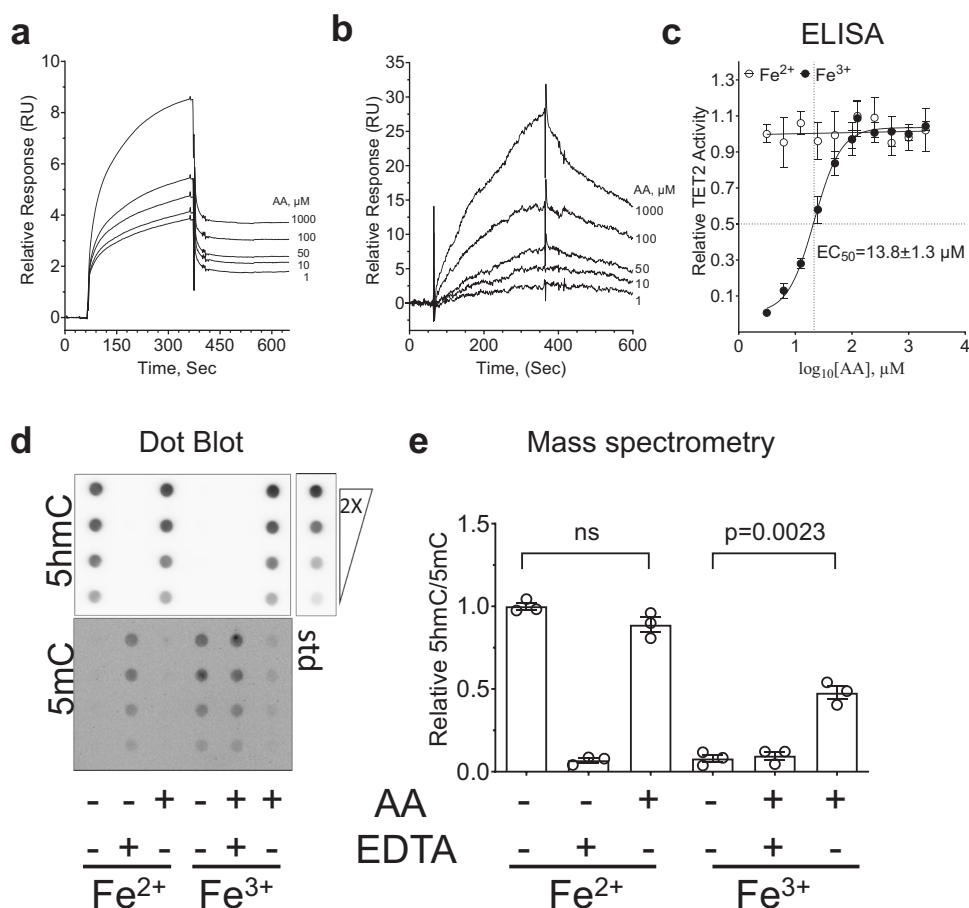 a
Relative Response (RU)
10
8
6
4
2
0
0 150 300 450 600
Time, Sec
AA, µM
1000
100
50
10
1
b
Relative Response (RU)
35
30
25
20
15
10
5
0
-5
-10
0 200 400 600
Time, (Sec)
AA, µM
1000
100
50
10
1
c
ELISA
Fe2+ Fe3+
Relative TET2 Activity
1.3
1.1
0.9
0.7
0.5
0.3
0.1
EC50=13.8±1.3 µM
0 1 2 3 4
log10[AA], µM
d
Dot Blot
5hmC
5mC
2X
std
- - + - + +
- + - - + -
Fe2+ Fe3+
e
Mass spectrometry
Relative 5hmC/5mC
1.5
1.0
0.5
0.0
ns
p=0.0023
AA - - + - + +
EDTA - + - - + -
Fe2+ Fe3+